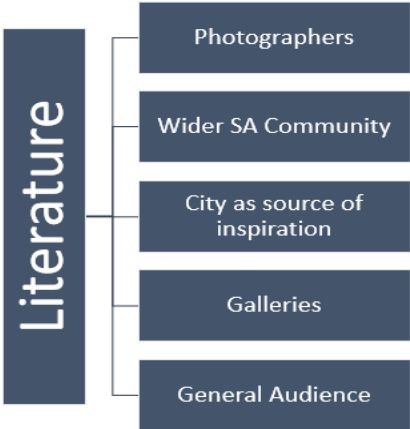 Literature
Photographers
Wider SA Community
City as source of
inspiration
Galleries
General Audience